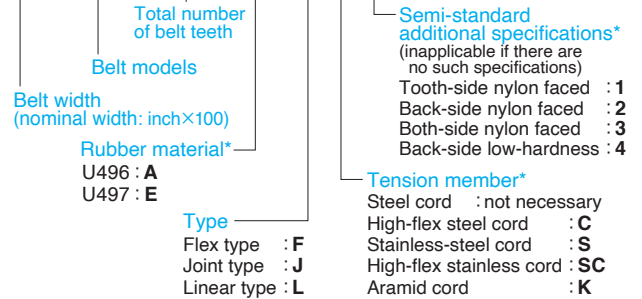 Total number
of belt teeth
Belt models
Belt width
(nominal width: inch×100)
Rubber material*
U496 : A
U497 : E
Type
Flex type : F
Joint type : J
Linear type : L
Semi-standard
additional specifications*
(inapplicable if there are
no such specifications)
Tooth-side nylon faced : 1
Back-side nylon faced : 2
Both-side nylon faced : 3
Back-side low-hardness : 4
Tension member*
Steel cord : not necessary
High-flex steel cord : C
Stainless-steel cord : S
High-flex stainless cord : SC
Aramid cord : K